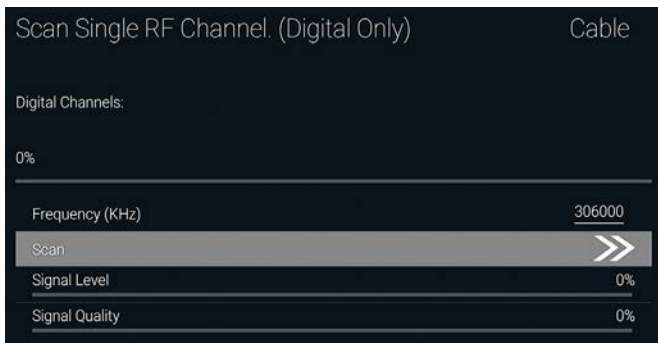 Scan Single RF Channel. (Digital Only) Cable
Digital Channels:
0%
Frequency (KHz) 306000
Scan
Signal Level 0%
Signal Quality 0%